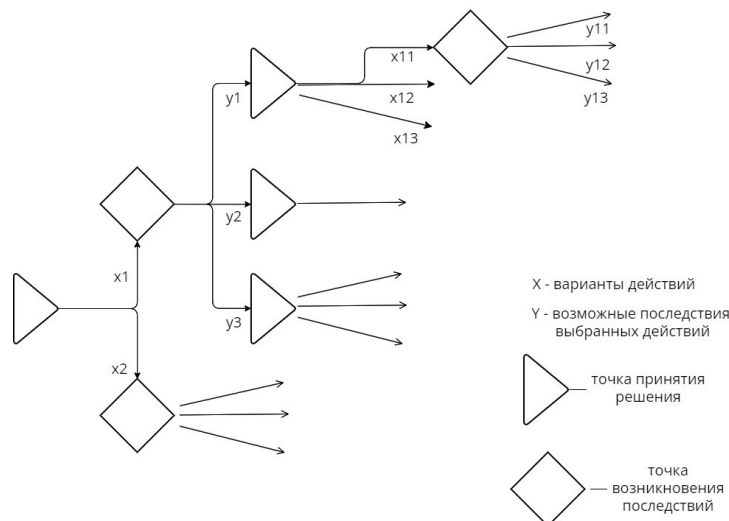 y11
x11
y12
y1
x12
y13
x13
y2
x1
X - варианты действий
Y - возможные последствия
выбранных действий
y3
x2
точка принятия
решения
точка
возникновения
последствий